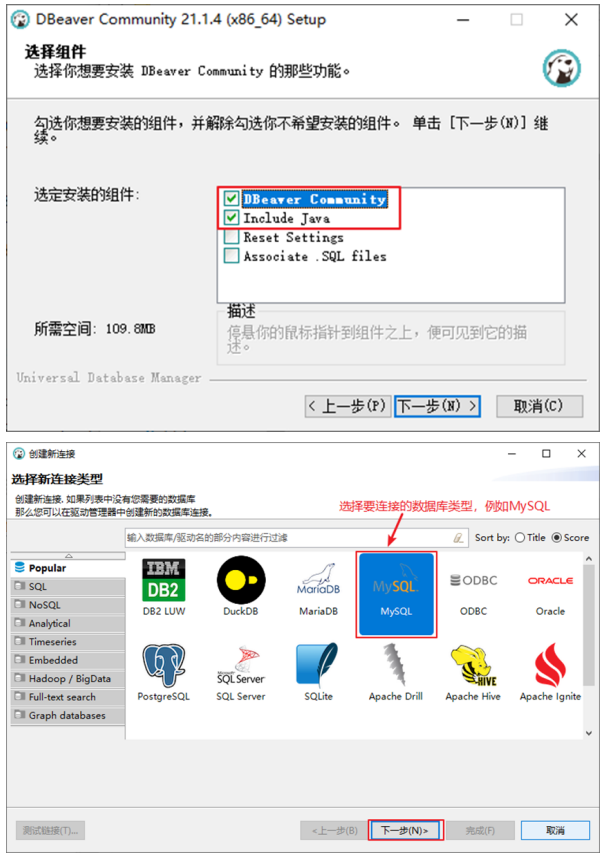 DBeaver Community 21.1.4 (x86_64) Setup
选择组件
选择你想要安装 DBeaver Community 的那些功能。
勾选你想要安装的组件，并解除勾选你不希望安装的组件。 单击 [下一步(N)] 继
续。
选定安装的组件:
DBeaver Community
Include Java
Reset Settings
Associate .SQL files
所需空间: 109.8MB
描述
停悬你的鼠标指针到组件之上，便可见到它的描
述。
Universal Database Manager
< 上一步(P)
下一步(N) >
取消(C)
创建新连接
选择新连接类型
创建新连接. 如果列表中没有您需要的数据库
那么您可以在驱动管理器中创建新的数据库连接。
选择要连接的数据库类型，例如MySQL
输入数据库/驱动名的部分内容进行过滤
Sort by:
Title
Score
Popular
SQL
NoSQL
Analytical
Timeseries
Embedded
Hadoop / BigData
Full-text search
Graph databases
IBM
DB2
MariaDB
MySQL
ODBC
ORACLE
DB2 LUW
DuckDB
MariaDB
MySQL
ODBC
Oracle
SQL Server
HIVE
PostgreSQL
SQL Server
SQLite
Apache Drill
Apache Hive
Apache Ignite
测试链接(T)...
<上一步(B)
下一步(N)>
完成(F)
取消